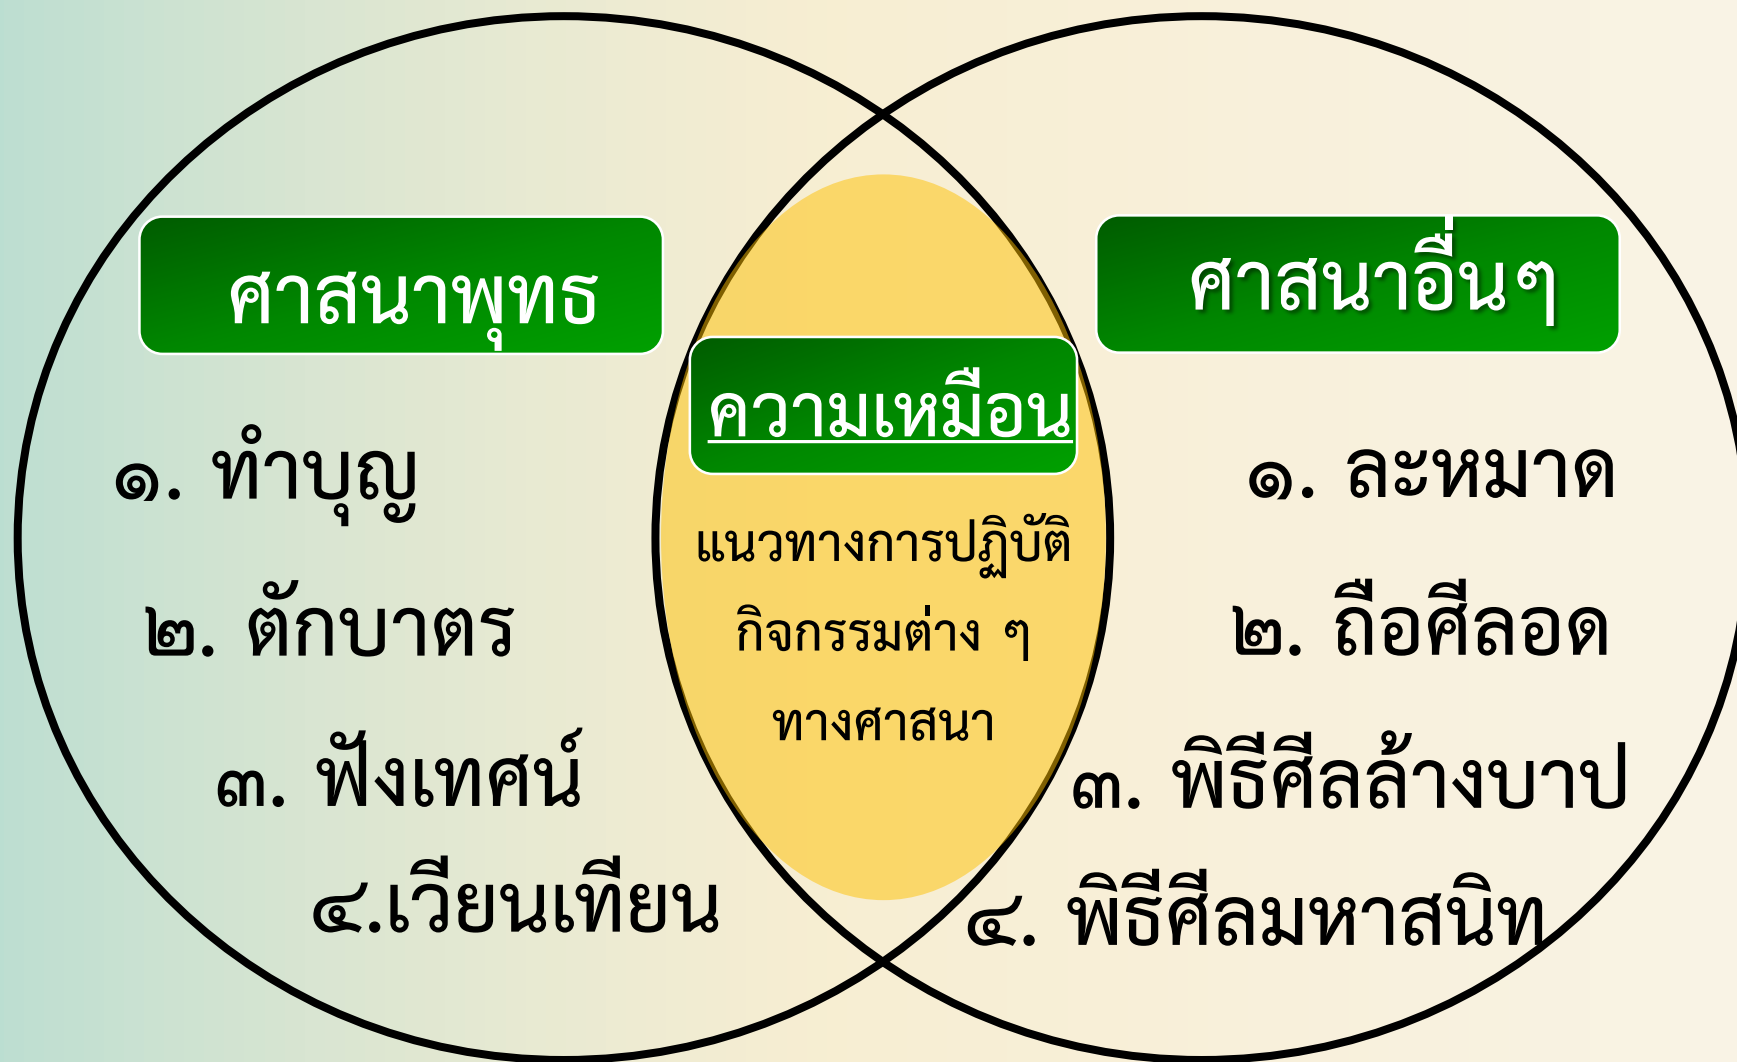 ศาสนาพุทธ
๑. ทำบุญ
๒. ตักบาตร
๓. ฟังเทศน์
๔.เวียนเทียน
ความเหมือน
แนวทางการปฏิบัติ
กิจกรรมต่าง ๆ
ทางศาสนา
ศาสนาอื่นๆ
๑. ละหมาด
๒. ถือศีลอด
๓. พิธีศีลล้างบาป
๔. พิธีศีลมหาสนิท